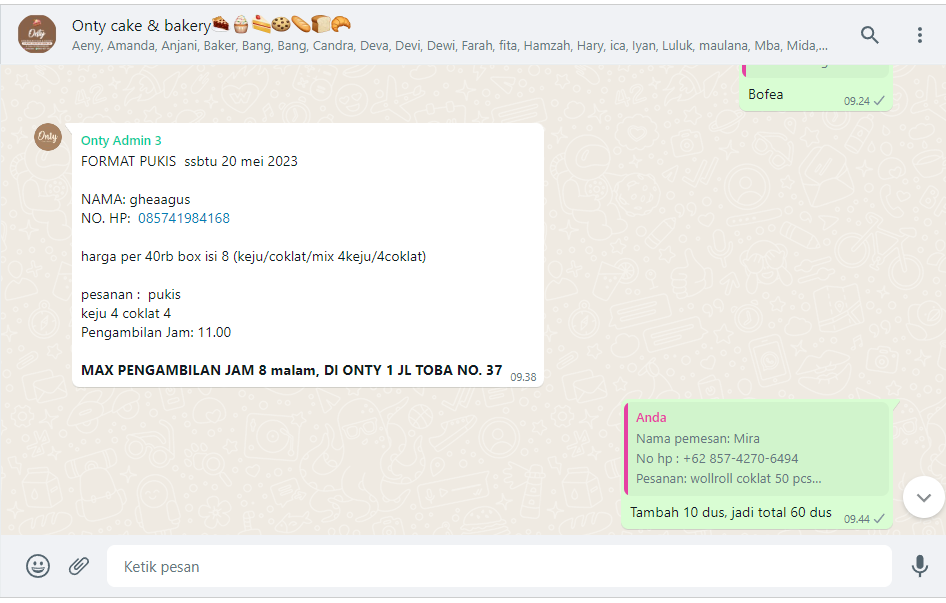 Onty cake & bakery🍰🧁🍰🍪🥖🍞🥐
Aeny, Amanda, Anjani, Baker, Bang, Bang, Candra, Deva, Devi, Dewi, Farah, fita, Hamzah, Hary, ica, Iyan, Luluk, maulana, Mba, Mida,...
Bofea
09.24
Onty
Onty Admin 3
FORMAT PUKIS  ssbtu 20 mei 2023
NAMA: gheaagus
NO. HP:  085741984168
harga per 40rb box isi 8 (keju/coklat/mix 4keju/4coklat)
pesanan :  pukis
keju 4 coklat 4
Pengambilan Jam: 11.00
MAX PENGAMBILAN JAM 8 malam, DI ONTY 1 JL TOBA NO. 37
09.38
Anda
Nama pemesan: Mira
No hp : +62 857-4270-6494
Pesanan: wollroll coklat 50 pcs...
Tambah 10 dus, jadi total 60 dus
09.44
Ketik pesan